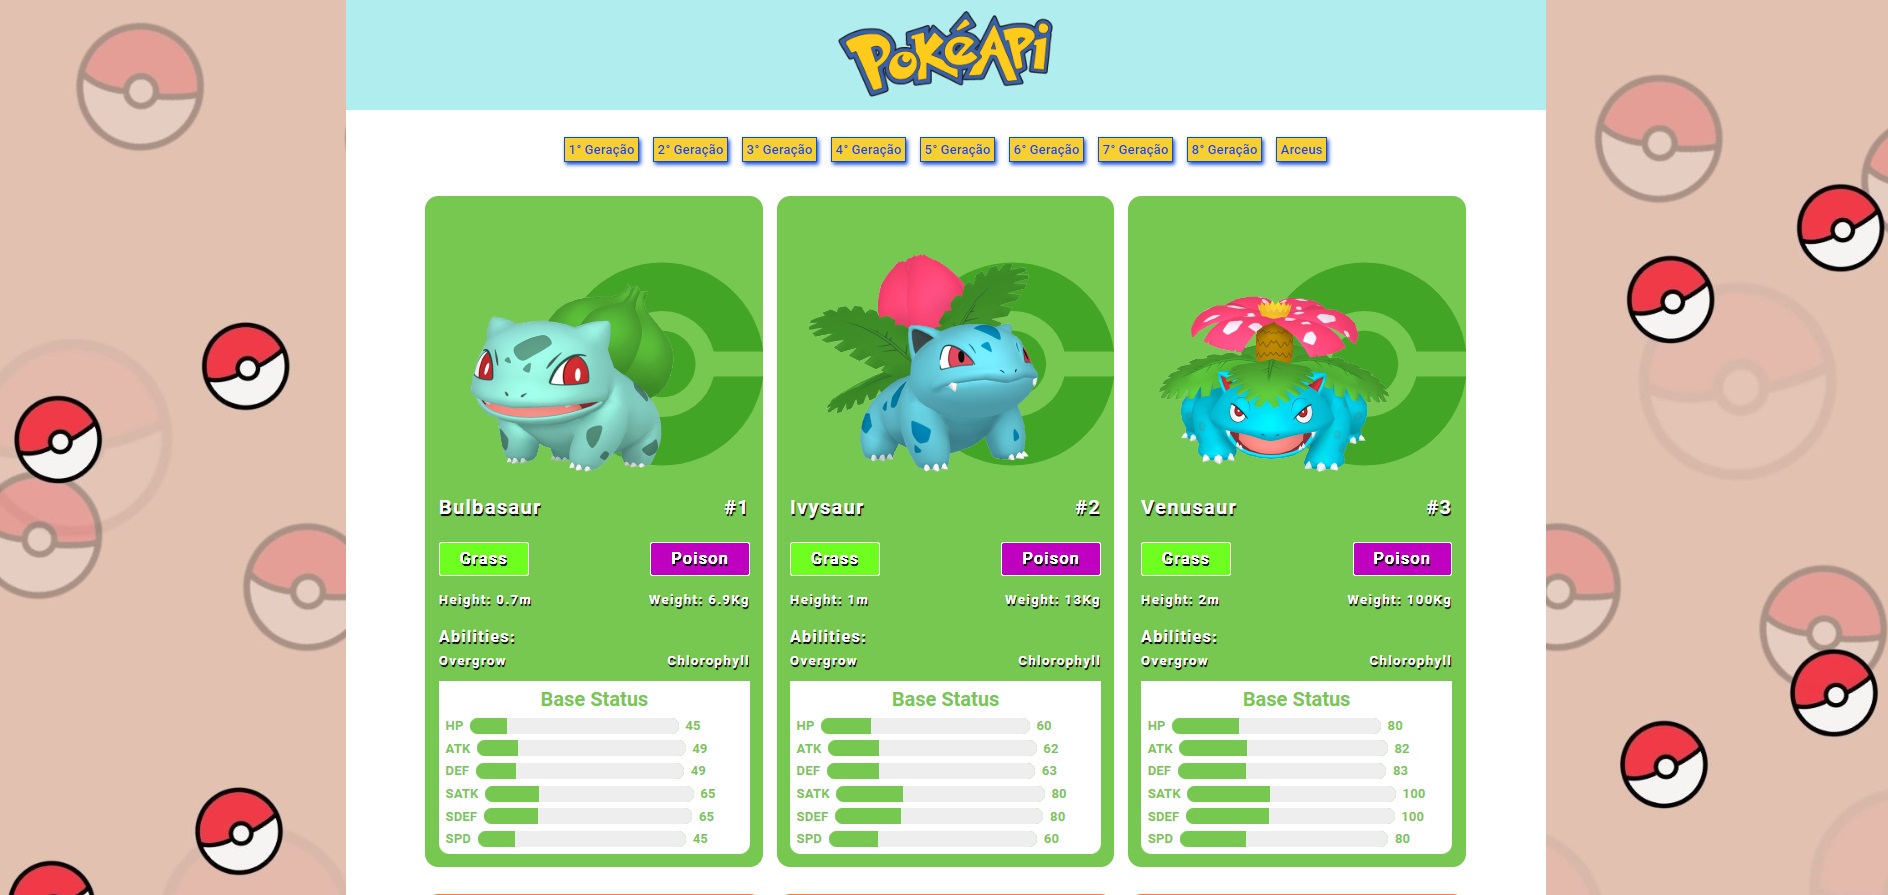 PokéApi
1° Geração 2° Geração 3° Geração 4° Geração 5° Geração 6° Geração 7° Geração 8° Geração Arceus
Bulbasaur #1
Grass Poison
Height: 0.7m Weight: 6.9Kg
Abilities:
Overgrow Chlorophyll
Base Status
HP 45
ATK 49
DEF 49
SATK 65
SDEF 65
SPD 45
Ivysaur #2
Grass Poison
Height: 1m Weight: 13Kg
Abilities:
Overgrow Chlorophyll
Base Status
HP 60
ATK 62
DEF 63
SATK 80
SDEF 80
SPD 60
Venusaur #3
Grass Poison
Height: 2m Weight: 100Kg
Abilities:
Overgrow Chlorophyll
Base Status
HP 80
ATK 82
DEF 83
SATK 100
SDEF 100
SPD 80